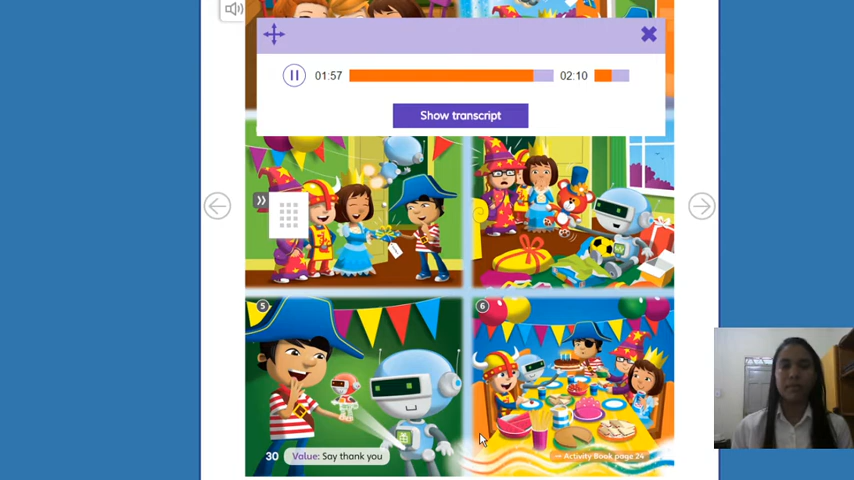 01:57
02:10
Show transcript
5
6
30
Value: Say thank you
→ Activity Book page 24